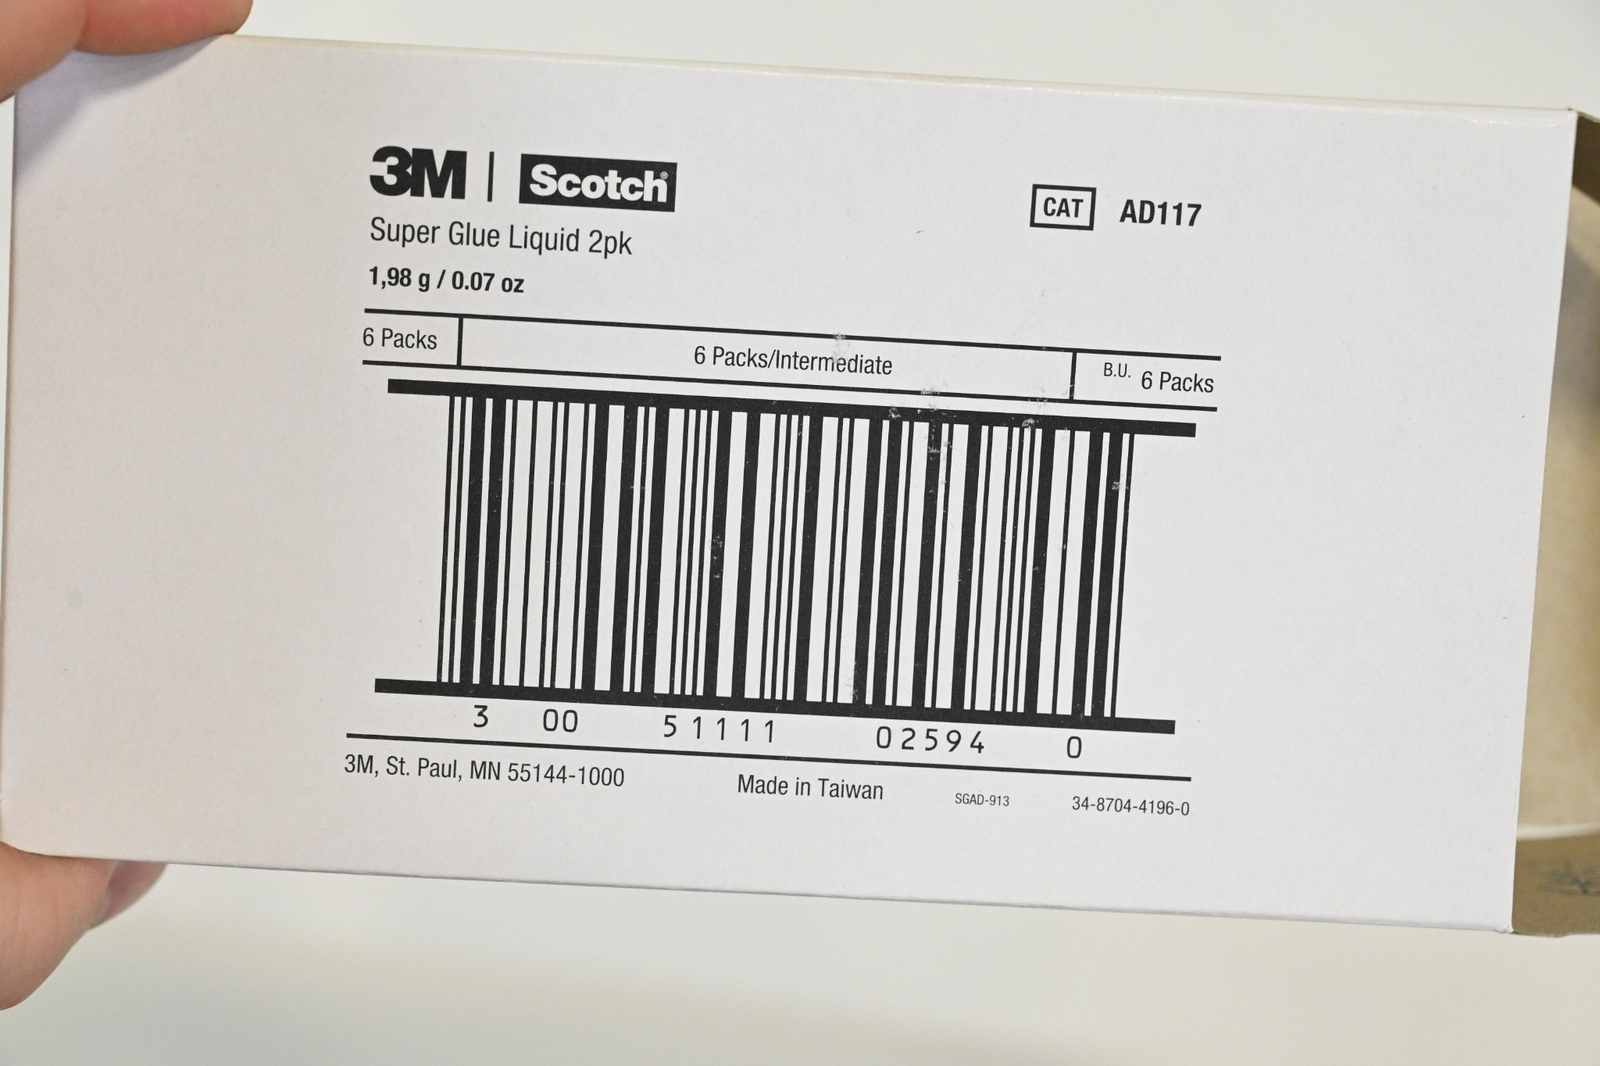 3M | Scotch®
CAT AD117
Super Glue Liquid 2pk
1,98 g / 0.07 oz
6 Packs 6 Packs/Intermediate B.U. 6 Packs
3 00 51111 02594 0
3M, St. Paul, MN 55144-1000 Made in Taiwan SGAD-913 34-8704-4196-0